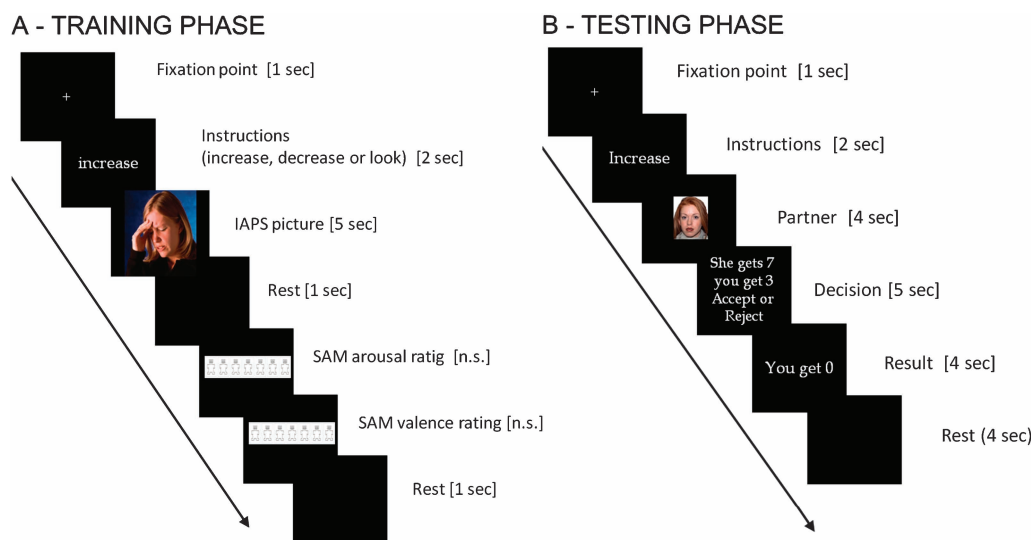 A - TRAINING PHASE
Fixation point [1 sec]
+
increase
Instructions
(increase, decrease or look) [2 sec]
IAPS picture [5 sec]
Rest [1 sec]
SAM arousal ratig [n.s.]
SAM valence rating [n.s.]
Rest [1 sec]
B - TESTING PHASE
Fixation point [1 sec]
+
Increase
Instructions [2 sec]
Partner [4 sec]
She gets 7
you get 3
Accept or
Reject
Decision [5 sec]
You get 0
Result [4 sec]
Rest (4 sec)